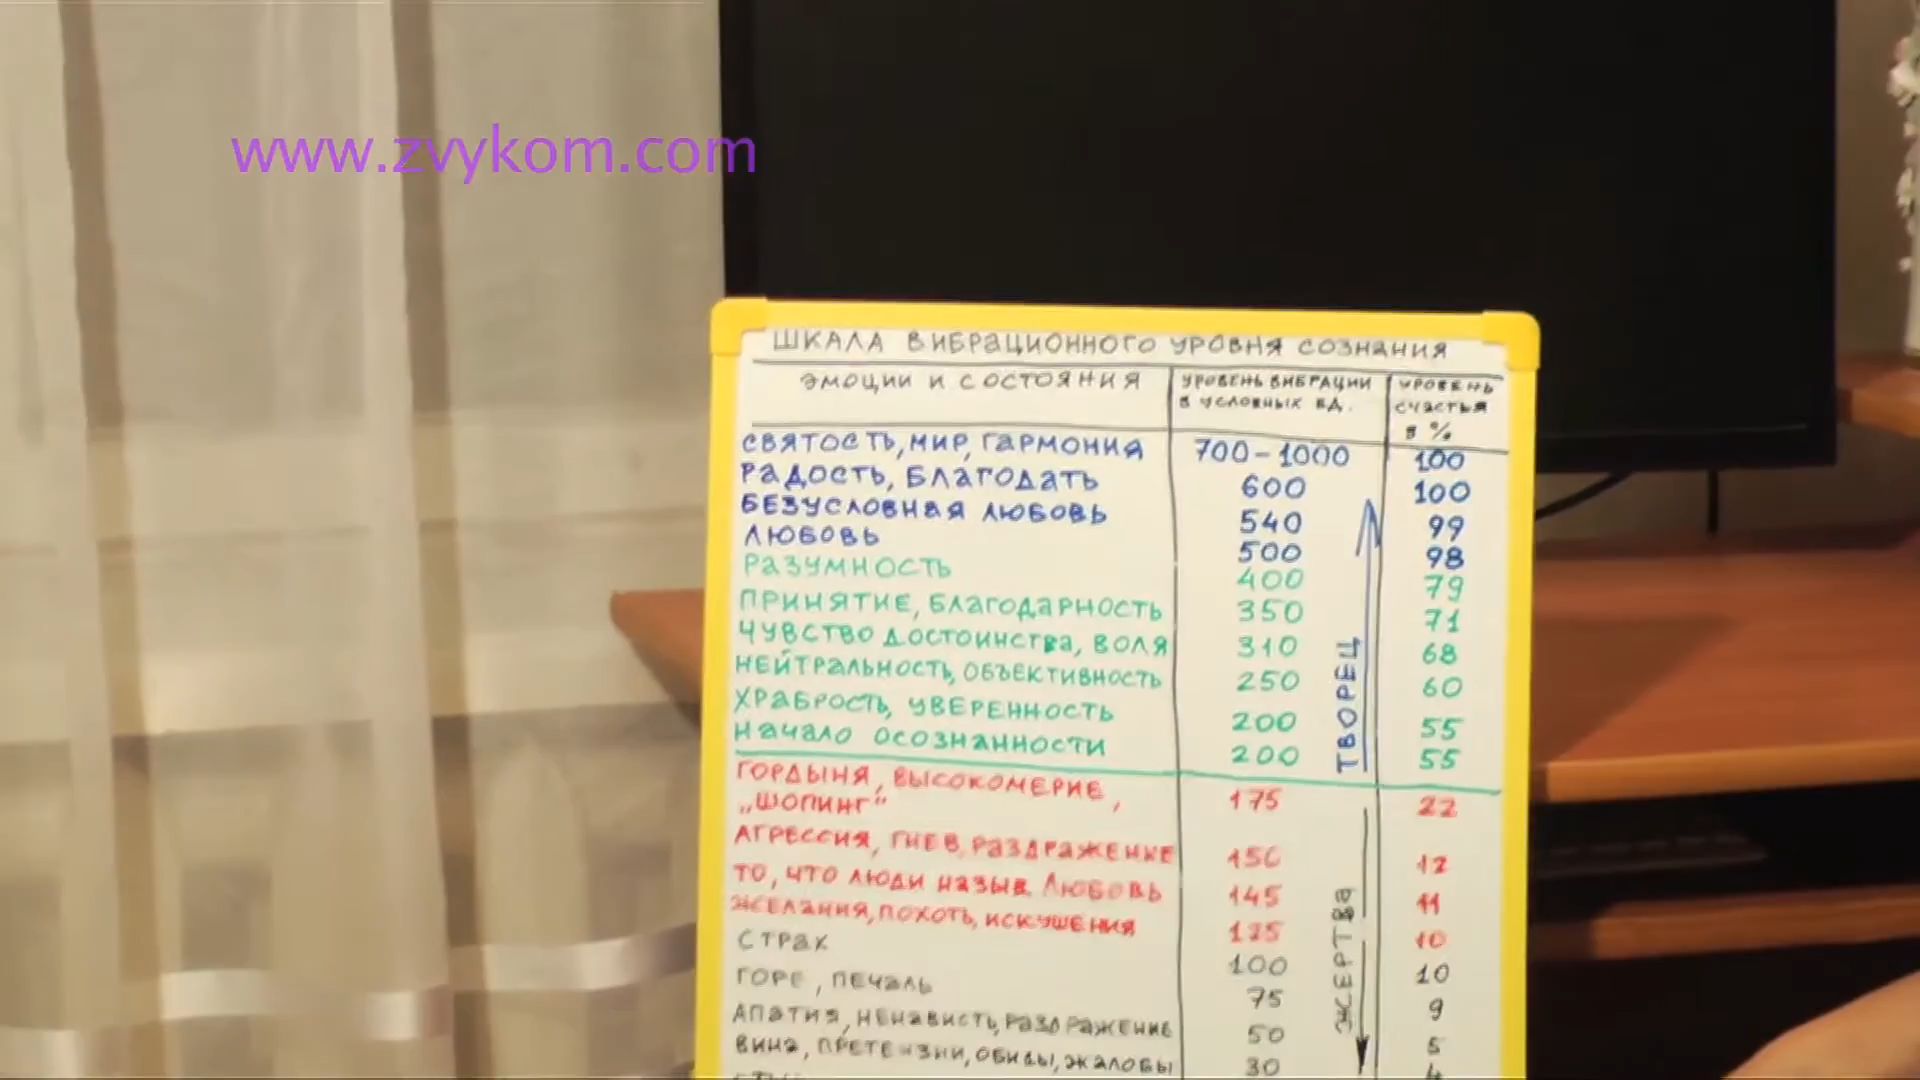 www.zvykom.com
ШКАЛА ВИБРАЦИОННОГО УРОВНЯ СОЗНАНИЯ
ЭМОЦИИ И СОСТОЯНИЯ УРОВЕНЬ ВИБРАЦИИ В УСЛОВНЫХ ЕД. УРОВЕНЬ СЧАСТЬЯ В %
СВЯТОСТЬ, МИР, ГАРМОНИЯ 700-1000 100
РАДОСТЬ, БЛАГОДАТЬ 600 100
БЕЗУСЛОВНАЯ ЛЮБОВЬ 540 99
ЛЮБОВЬ 500 98
РАЗУМНОСТЬ 400 79
ПРИНЯТИЕ, БЛАГОДАРНОСТЬ 350 71
ЧУВСТВО ДОСТОИНСТВА, ВОЛЯ 310 68
НЕЙТРАЛЬНОСТЬ, ОБЪЕКТИВНОСТЬ 250 60
ХРАБРОСТЬ, УВЕРЕННОСТЬ 200 55
НАЧАЛО ОСОЗНАННОСТИ 200 55
ТВОРЕЦ
ГОРДЫНЯ, ВЫСОКОМЕРИЕ,
„ШОПИНГ" 175 22
АГРЕССИЯ, ГНЕВ, РАЗДРАЖЕНИЕ 150 12
ТО, ЧТО ЛЮДИ НАЗЫВ. ЛЮБОВЬ 145 11
ЖЕЛАНИЯ, ПОХОТЬ, ИСКУШЕНИЯ 125 10
СТРАХ 100 10
ГОРЕ, ПЕЧАЛЬ 75 9
АПАТИЯ, НЕНАВИСТЬ, РАЗДРАЖЕНИЕ 50 5
ВИНА, ПРЕТЕНЗИИ, ОБИДЫ, ЖАЛОБЫ 30 4
ЖЕРТВА